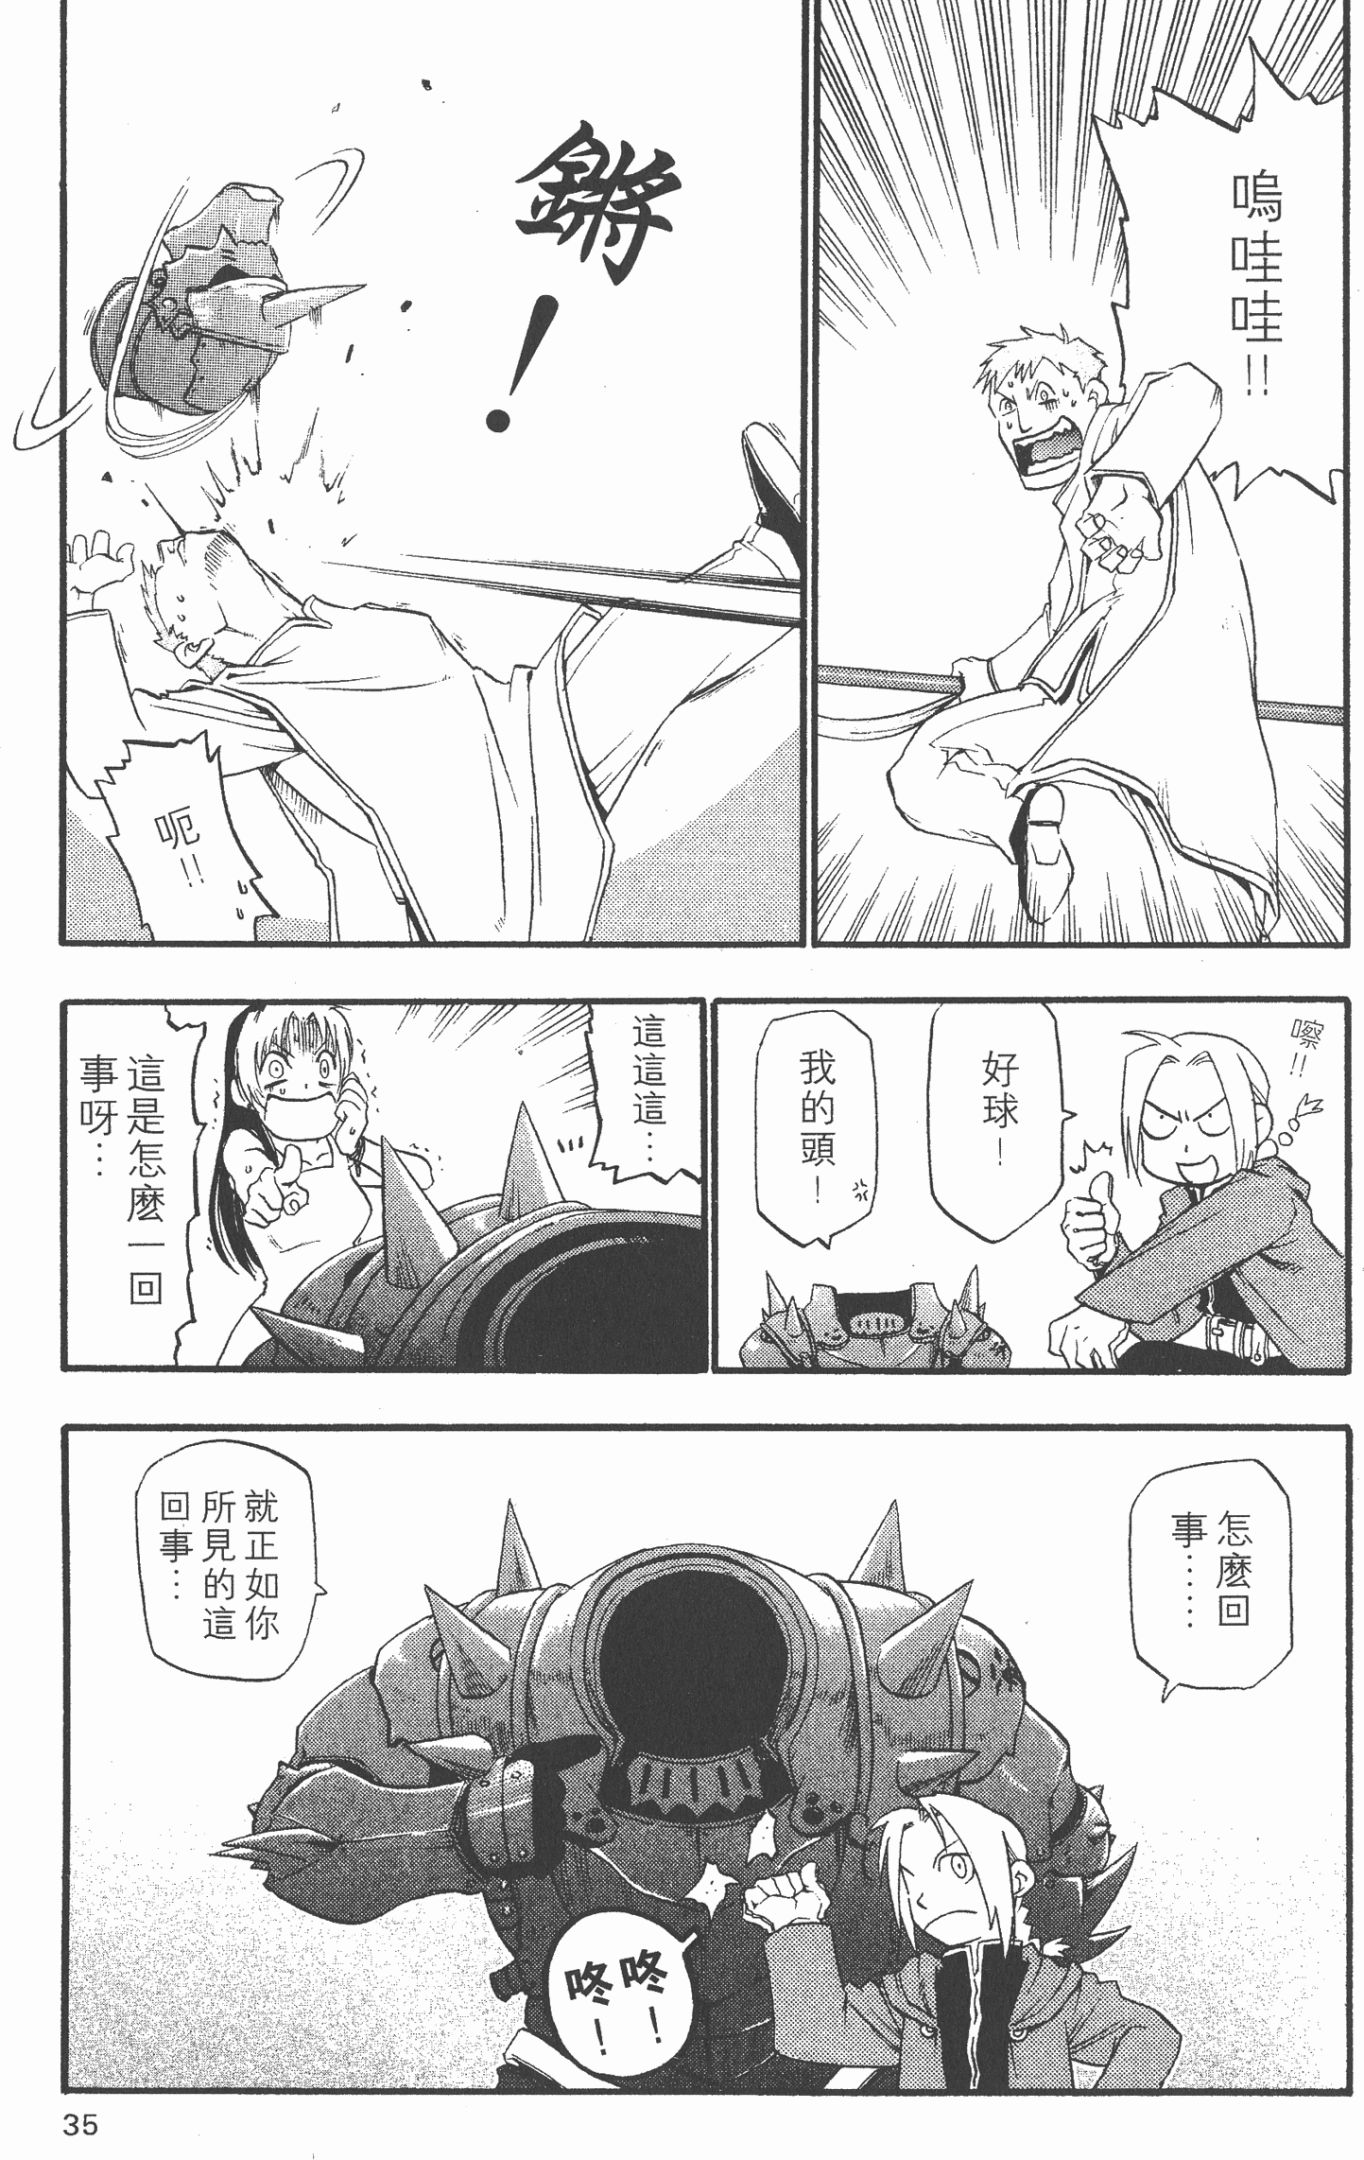 嗚哇哇!!
鏘!
呃!!
嚓!!
好球!
我的頭!
這這這…
這是怎麼一回
事呀…
怎麼回
事……
就正如你
所見的這
回事…
咚!
咚!
35